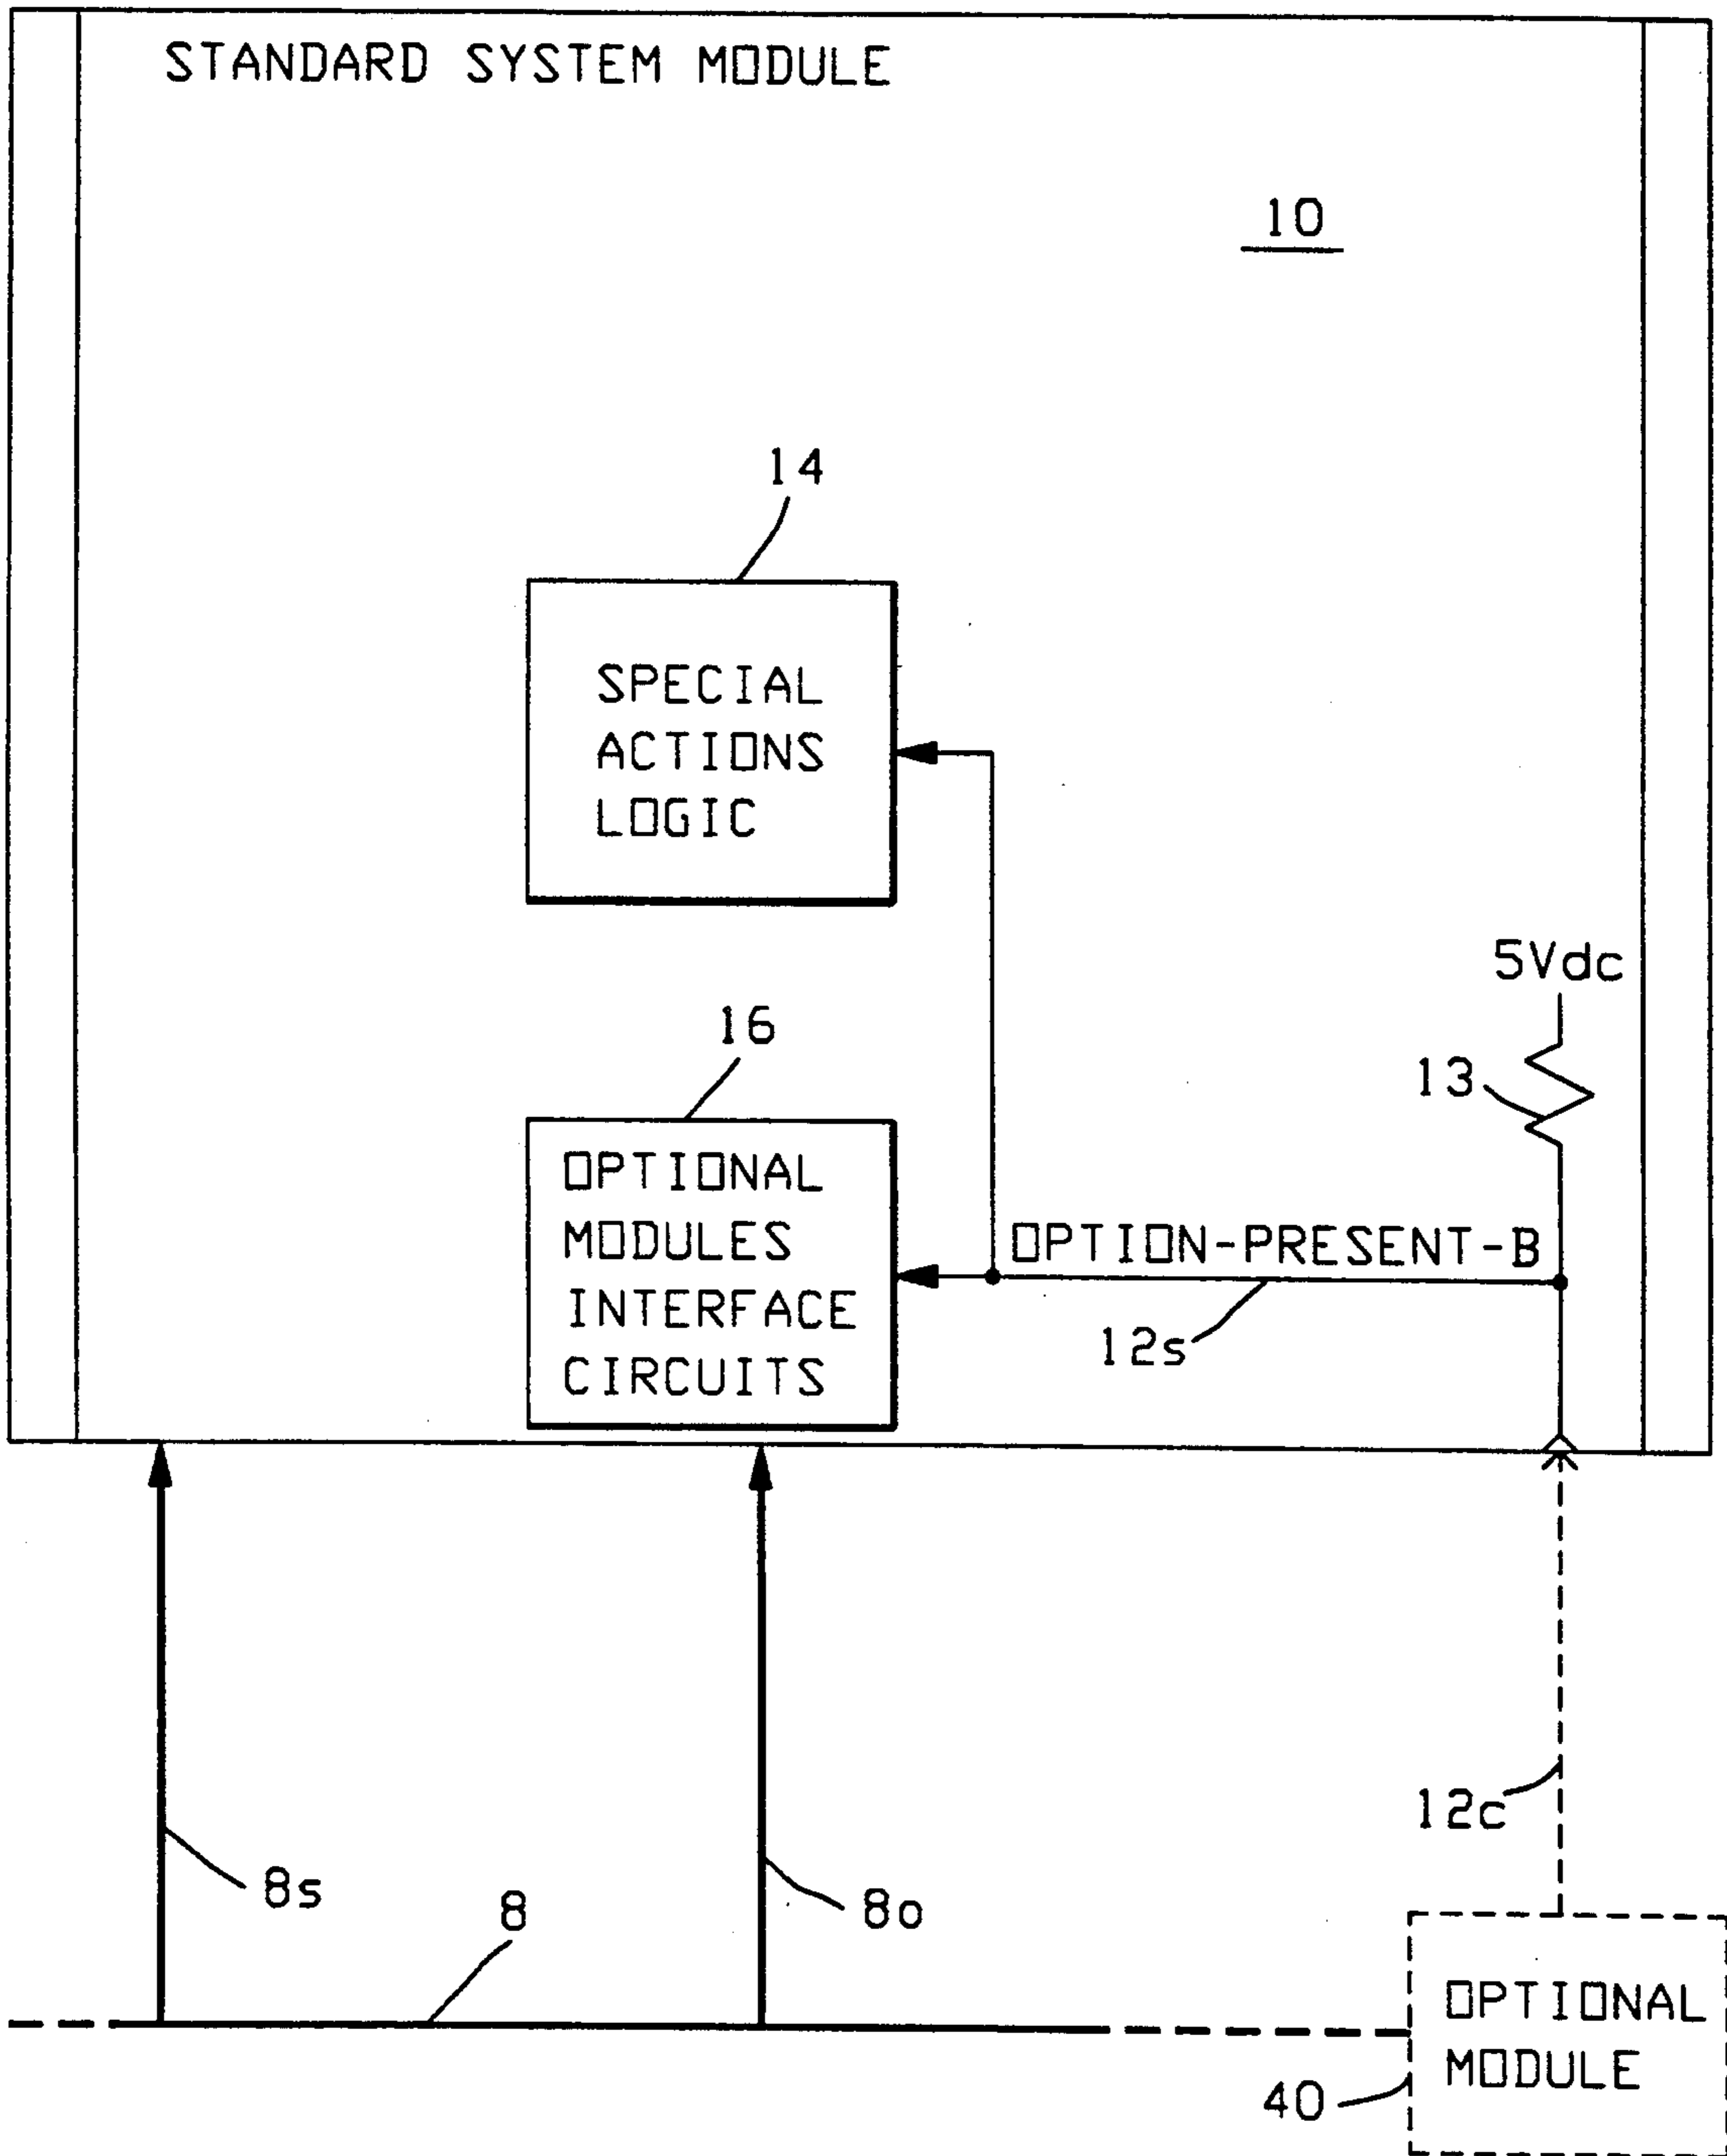 STANDARD SYSTEM MODULE
10
14
SPECIAL
ACTIONS
LOGIC
5Vdc
16
13
OPTIONAL
MODULES
INTERFACE
CIRCUITS
OPTION-PRESENT-B
12s
12c
8s
8
8o
OPTIONAL
MODULE
40